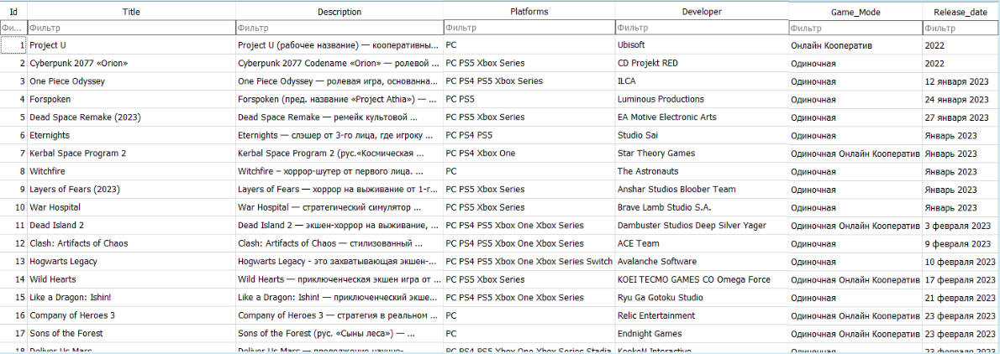 Id Title Description Platforms Developer Game_Mode Release_date
Фи... Фильтр Фильтр Фильтр Фильтр Фильтр Фильтр
1 Project U Project U (рабочее название) — кооперативны... PC Ubisoft Онлайн Кооператив 2022
2 Cyberpunk 2077 «Orion» Cyberpunk 2077 Codename «Orion» — ролевой ... PC PS5 Xbox Series CD Projekt RED Одиночная 2022
3 One Piece Odyssey One Piece Odyssey — ролевая игра, основанна... PC PS4 PS5 Xbox Series ILCA Одиночная 12 января 2023
4 Forspoken Forspoken (пред. название «Project Athia») — ... PC PS5 Luminous Productions Одиночная 24 января 2023
5 Dead Space Remake (2023) Dead Space Remake — ремейк культовой ... PC PS5 Xbox Series EA Motive Electronic Arts Одиночная 27 января 2023
6 Eternights Eternights — слэшер от 3-го лица, где игроку ... PC PS4 PS5 Studio Sai Одиночная Январь 2023
7 Kerbal Space Program 2 Kerbal Space Program 2 (рус.«Космическая ... PC PS4 Xbox One Star Theory Games Одиночная Онлайн Кооператив Январь 2023
8 Witchfire Witchfire – хоррор-шутер от первого лица. ... PC The Astronauts Одиночная Январь 2023
9 Layers of Fears (2023) Layers of Fears — хоррор на выживание от 1-г... PC PS5 Xbox Series Anshar Studios Bloober Team Одиночная Январь 2023
10 War Hospital War Hospital — стратегический симулятор ... PC PS5 Xbox Series Brave Lamb Studio S.A. Одиночная Январь 2023
11 Dead Island 2 Dead Island 2 — экшен-хоррор на выживание, ... PC PS4 PS5 Xbox One Xbox Series Dambuster Studios Deep Silver Yager Одиночная Онлайн Кооператив 3 февраля 2023
12 Clash: Artifacts of Chaos Clash: Artifacts of Chaos — стилизованный ... PC PS4 PS5 Xbox One Xbox Series ACE Team Одиночная 9 февраля 2023
13 Hogwarts Legacy Hogwarts Legacy - это захватывающая экшен-... PC PS4 PS5 Xbox One Xbox Series Switch Avalanche Software Одиночная 10 февраля 2023
14 Wild Hearts Wild Hearts — приключенческая экшен игра от ... PC PS5 Xbox Series KOEI TECMO GAMES CO Omega Force Одиночная Онлайн Кооператив 17 февраля 2023
15 Like a Dragon: Ishin! Like a Dragon: Ishin! — приключенческий экше... PC PS4 PS5 Xbox One Xbox Series Ryu Ga Gotoku Studio Одиночная 21 февраля 2023
16 Company of Heroes 3 Company of Heroes 3 — стратегия в реальном ... PC Relic Entertainment Одиночная Онлайн Кооператив 23 февраля 2023
17 Sons of the Forest Sons of the Forest (рус. «Сыны леса») — ... PC Endnight Games Одиночная Онлайн Кооператив 23 февраля 2023
18 Deliver Us Mars Deliver Us Mars — продолжение научно-... PC PS4 PS5 Xbox One Xbox Series Stadia KeokeN Interactive Одиночная 23 февраля 2023